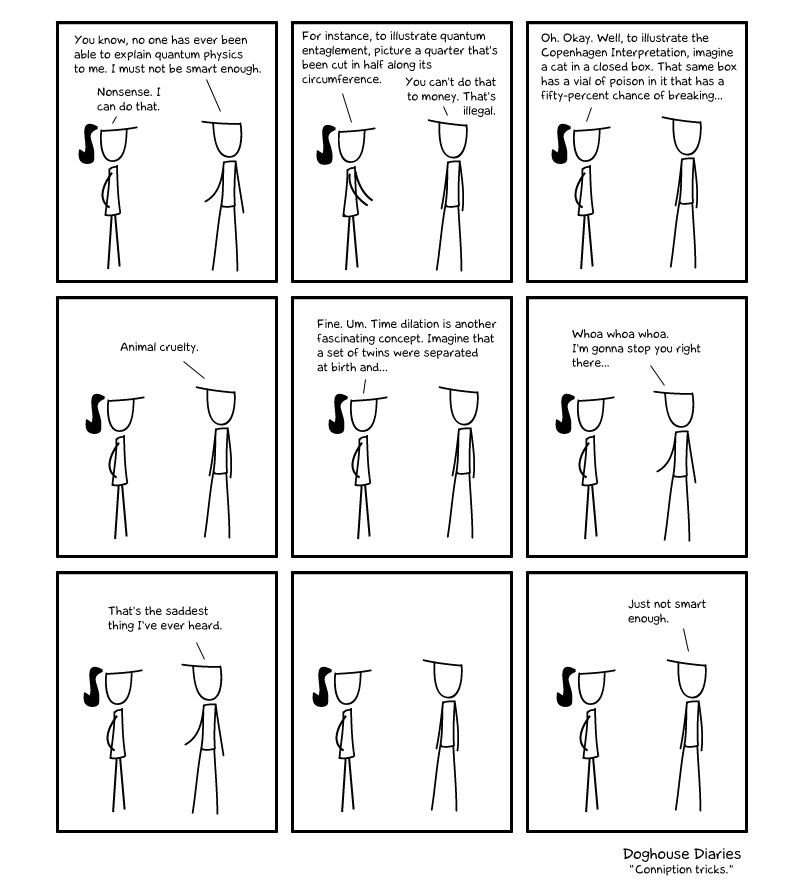 You know, no one has ever been
able to explain quantum physics
to me. I must not be smart enough.
Nonsense. I
can do that.
For instance, to illustrate quantum
entaglement, picture a quarter that's
been cut in half along its
circumference.
You can't do that
to money. That's
illegal.
Oh. Okay. Well, to illustrate the
Copenhagen Interpretation, imagine
a cat in a closed box. That same box
has a vial of poison in it that has a
fifty-percent chance of breaking...
Animal cruelty.
Fine. Um. Time dilation is another
fascinating concept. Imagine that
a set of twins were separated
at birth and...
Whoa whoa whoa.
I'm gonna stop you right
there...
That's the saddest
thing I've ever heard.
Just not smart
enough.
Doghouse Diaries
"Conniption tricks."